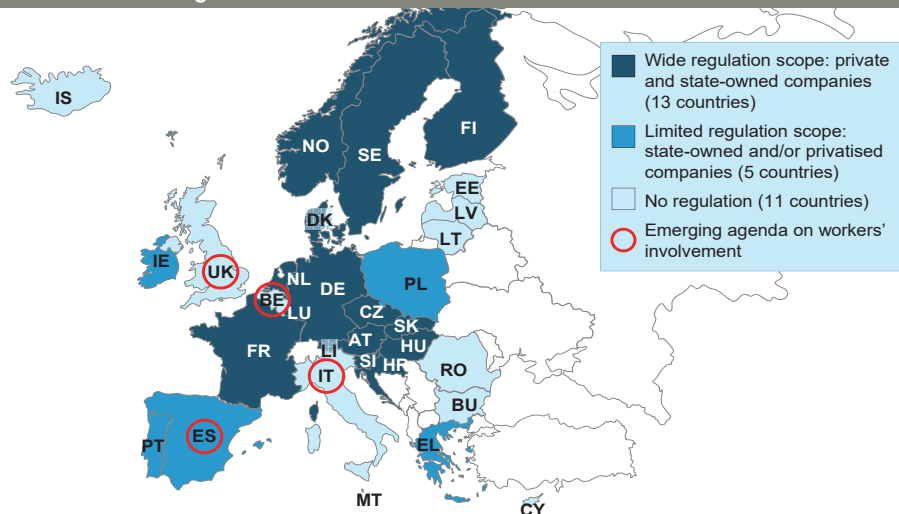 Wide regulation scope: private
and state-owned companies
(13 countries)
Limited regulation scope:
state-owned and/or privatised
companies (5 countries)
No regulation (11 countries)
Emerging agenda on workers'
involvement
IS
NO
SE
FI
EE
LV
LT
DK
IE
UK
NL
BE
DE
LU
PL
CZ
SK
FR
AT
HU
LI
SI
HR
IT
RO
BU
PT
ES
EL
MT
CY